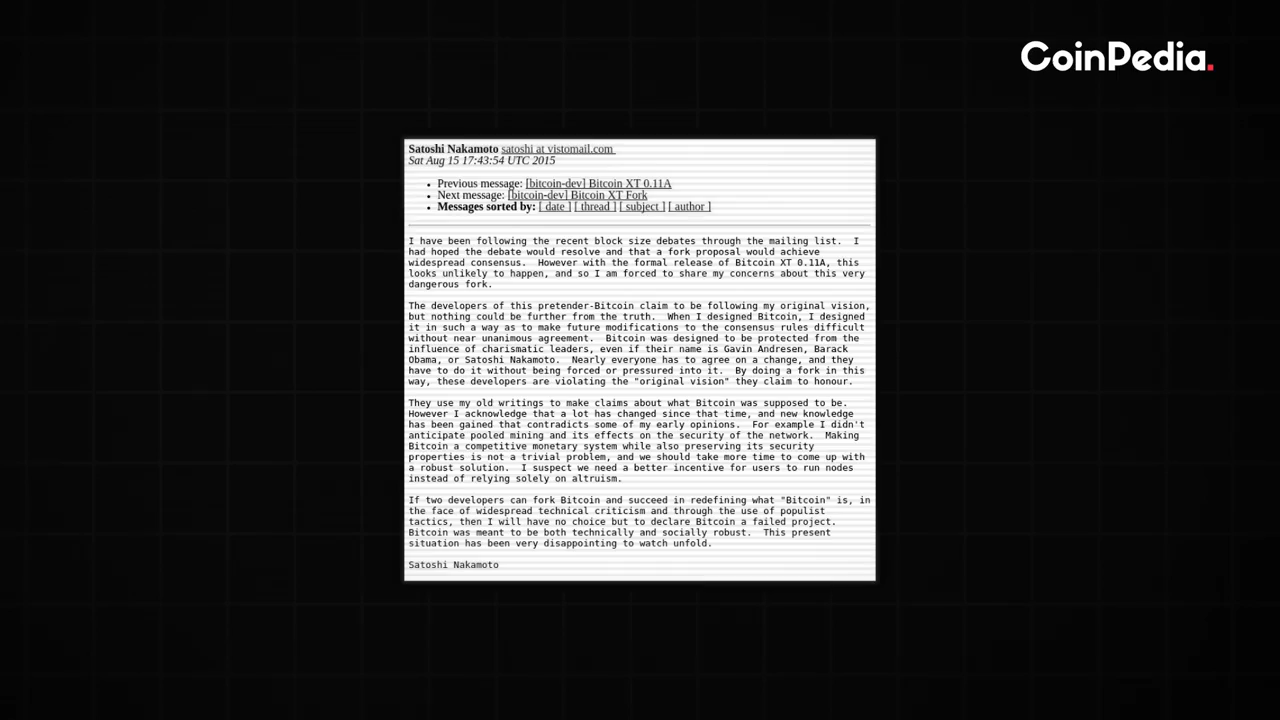 CoinPedia.
Satoshi Nakamoto satoshi at vistomail.com
Sat Aug 15 17:43:54 UTC 2015
• Previous message: [bitcoin-dev] Bitcoin XT 0.11A
• Next message: [bitcoin-dev] Bitcoin XT Fork
• Messages sorted by: [ date ] [ thread ] [ subject ] [ author ]
I have been following the recent block size debates through the mailing list.  I
had hoped the debate would resolve and that a fork proposal would achieve
widespread consensus.  However with the formal release of Bitcoin XT 0.11A, this
looks unlikely to happen, and so I am forced to share my concerns about this very
dangerous fork.
The developers of this pretender-Bitcoin claim to be following my original vision,
but nothing could be further from the truth.  When I designed Bitcoin, I designed
it in such a way as to make future modifications to the consensus rules difficult
without near unanimous agreement.  Bitcoin was designed to be protected from the
influence of charismatic leaders, even if their name is Gavin Andresen, Barack
Obama, or Satoshi Nakamoto.  Nearly everyone has to agree on a change, and they
have to do it without being forced or pressured into it.  By doing a fork in this
way, these developers are violating the "original vision" they claim to honour.
They use my old writings to make claims about what Bitcoin was supposed to be.
However I acknowledge that a lot has changed since that time, and new knowledge
has been gained that contradicts some of my early opinions.  For example I didn't
anticipate pooled mining and its effects on the security of the network.  Making
Bitcoin a competitive monetary system while also preserving its security
properties is not a trivial problem, and we should take more time to come up with
a robust solution.  I suspect we need a better incentive for users to run nodes
instead of relying solely on altruism.
If two developers can fork Bitcoin and succeed in redefining what "Bitcoin" is, in
the face of widespread technical criticism and through the use of populist
tactics, then I will have no choice but to declare Bitcoin a failed project.
Bitcoin was meant to be both technically and socially robust.  This present
situation has been very disappointing to watch unfold.
Satoshi Nakamoto